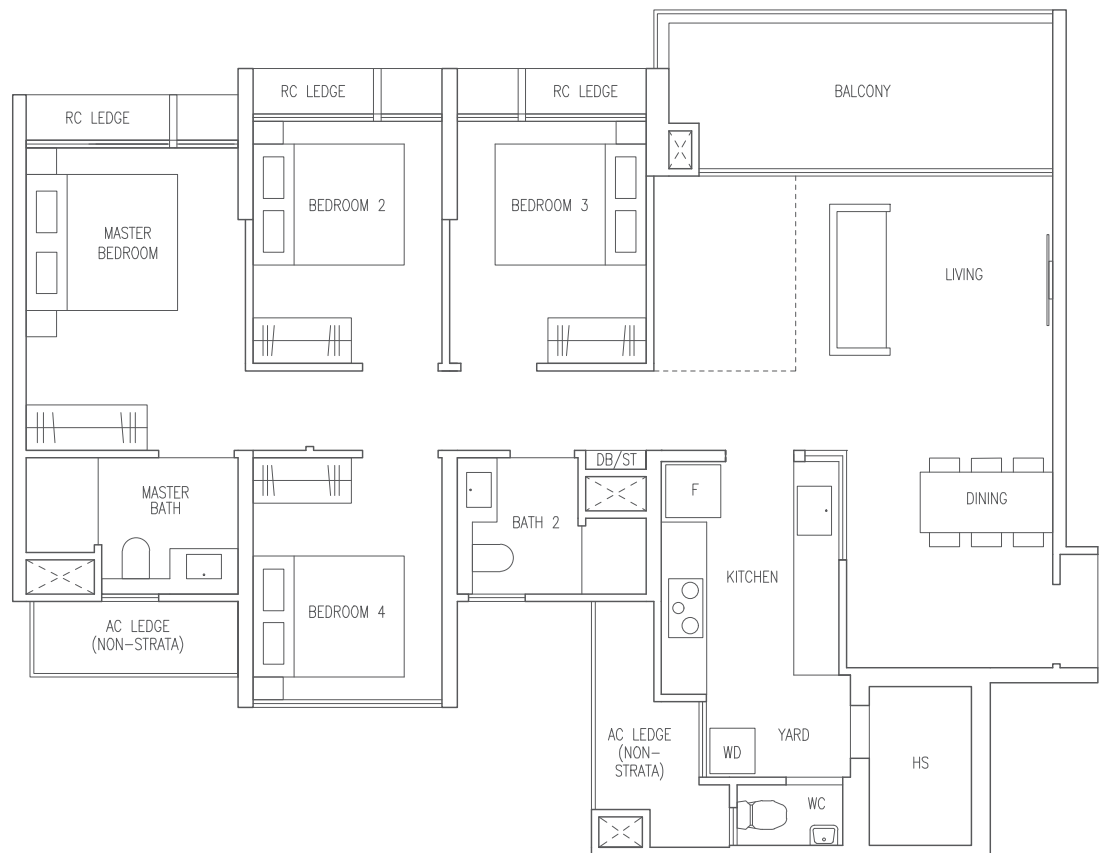 RC LEDGE
RC LEDGE
RC LEDGE
BALCONY
MASTER
BEDROOM
BEDROOM 2
BEDROOM 3
LIVING
DB/ST
F
DINING
MASTER
BATH
BATH 2
KITCHEN
BEDROOM 4
AC LEDGE
(NON-STRATA)
AC LEDGE
(NON-
STRATA)
YARD
WD
HS
WC